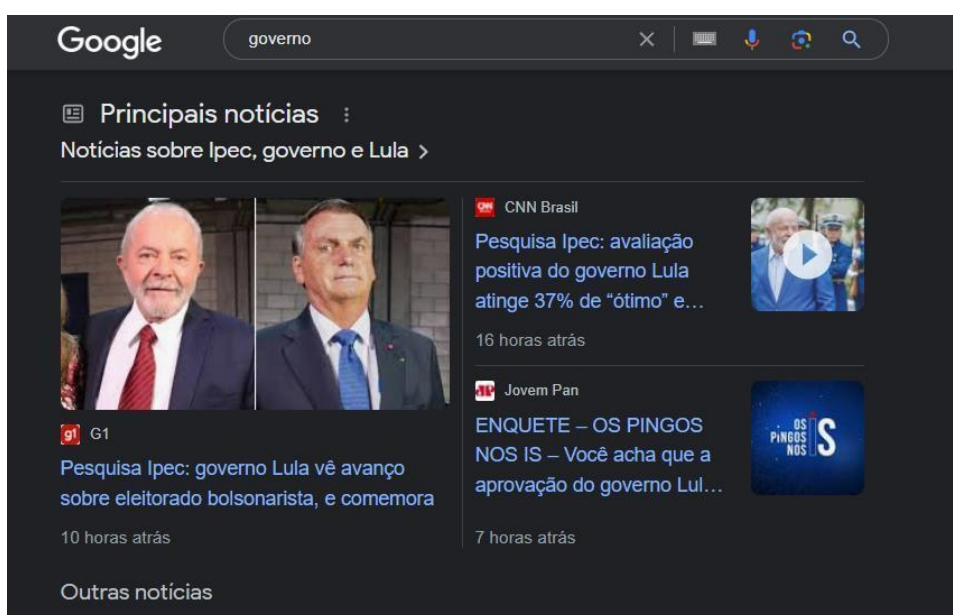 Google
governo
Principais notícias
Notícias sobre Ipec, governo e Lula >
G1
Pesquisa Ipec: governo Lula vê avanço
sobre eleitorado bolsonarista, e comemora
10 horas atrás
CNN Brasil
Pesquisa Ipec: avaliação
positiva do governo Lula
atinge 37% de “ótimo” e...
16 horas atrás
Jovem Pan
ENQUETE – OS PINGOS
NOS IS – Você acha que a
aprovação do governo Lul...
7 horas atrás
OS
PINGOS
NOS IS
Outras notícias